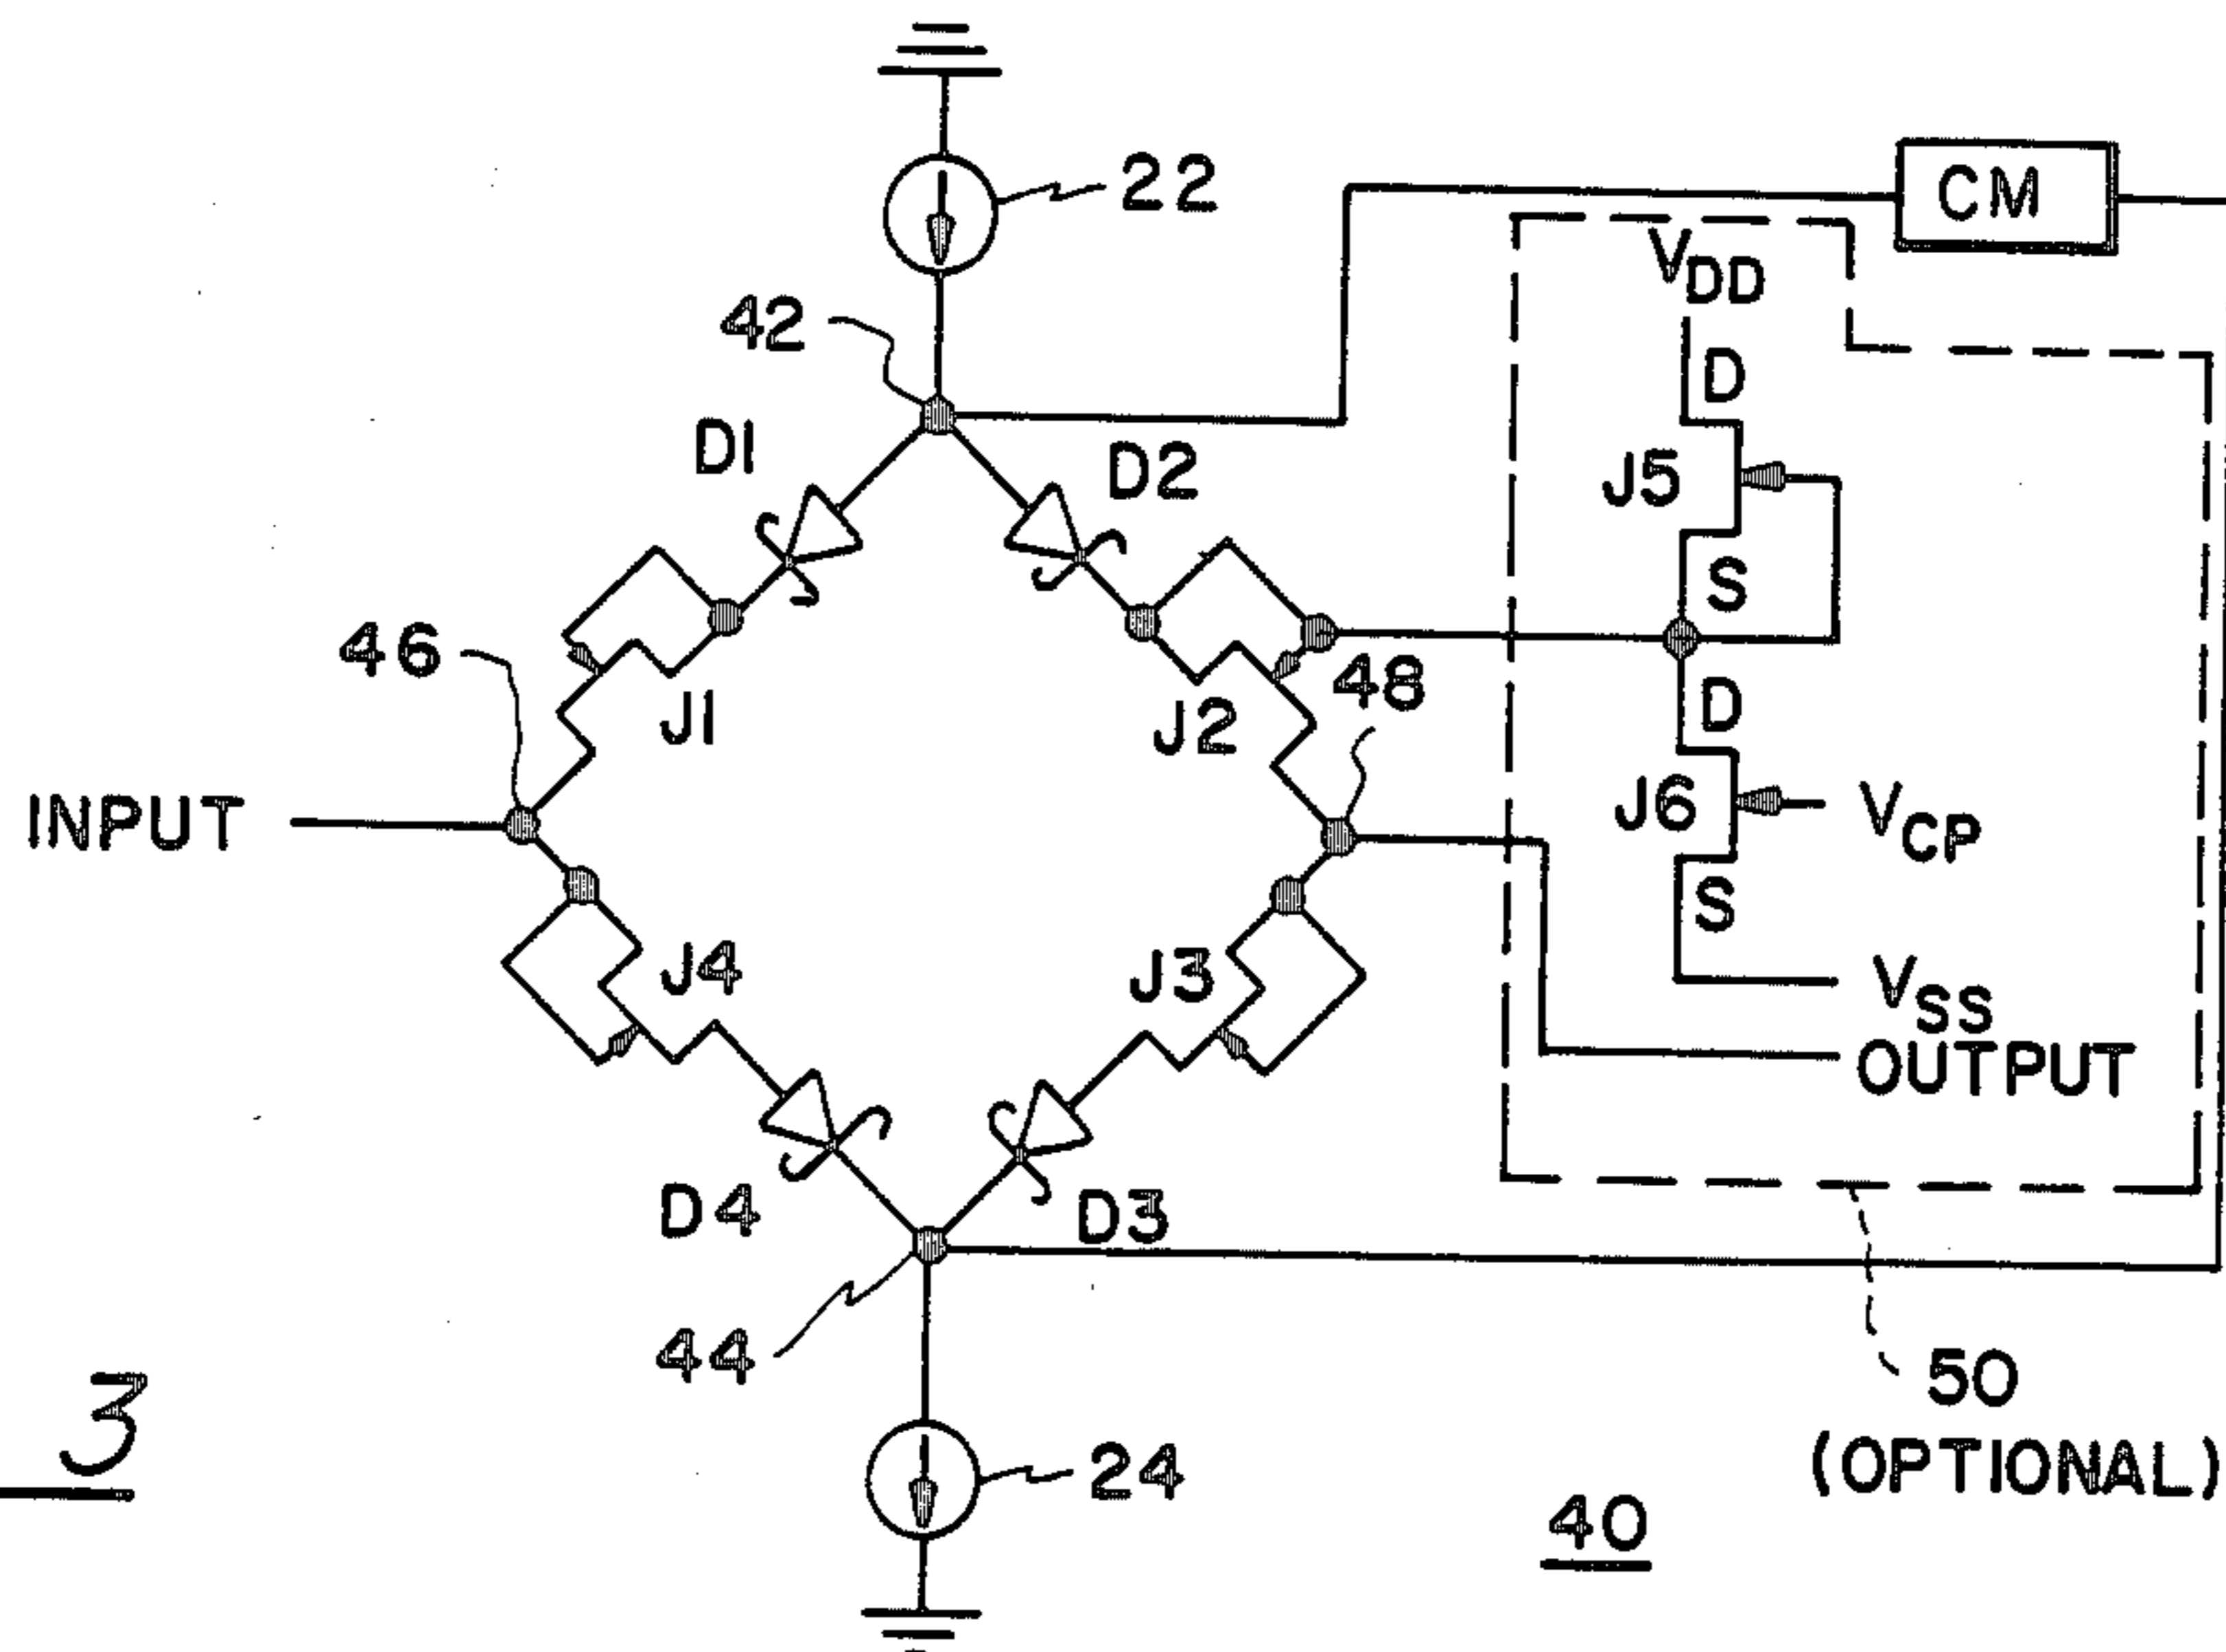 22
CM
VDD
42
D
D1
D2
J5
S
46
48
D
J1
J2
INPUT
J6
VCP
S
J4
J3
VSS
OUTPUT
D4
D3
44
50
(OPTIONAL)
3
24
40